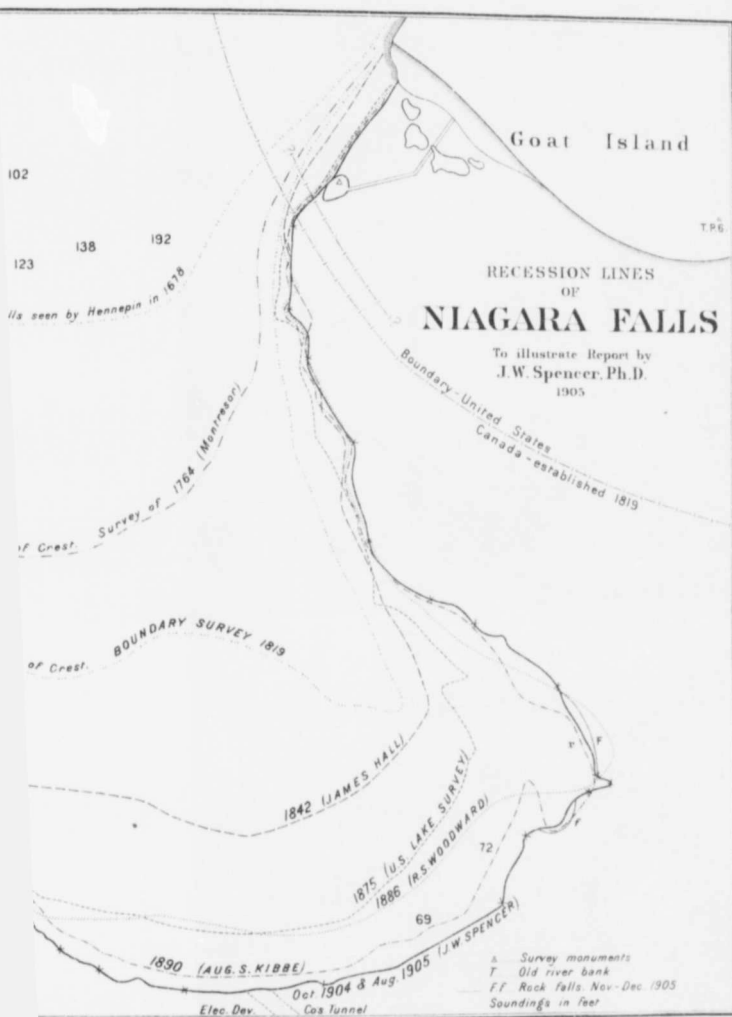 Goat Island
102
T.P.6.
138
192
123
RECESSION LINES
OF
NIAGARA FALLS
To illustrate Report by
J.W. Spencer, Ph.D.
1905
lls seen by Hennepin in 1678
Boundary - United States
Canada - established 1819
of Crest. Survey of 1764 (Montresor)
of Crest. BOUNDARY SURVEY 1819
F
F
1842 (JAMES HALL)
1875 (U.S. LAKE SURVEY)
1886 (R.S. WOODWARD)
F
72
69
1890 (AUG. S. KIBBE)
Oct. 1904 & Aug. 1905 (J.W. SPENCER)
Survey monuments
T Old river bank
F.f Rock falls. Nov-Dec. 1905
Soundings in feet
Elec. Dev. Co's Tunnel